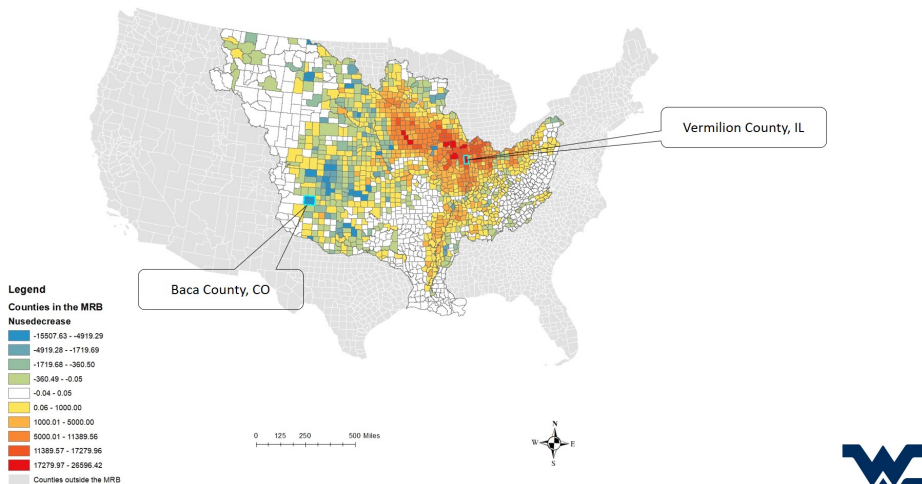 Vermilion County, IL
Baca County, CO
Legend
Counties in the MRB
Nusedecrease
-15507.63 - -4919.29
-4919.28 - -1719.69
-1719.68 - -360.50
-360.49 - -0.05
-0.04 - 0.05
0.06 - 1000.00
1000.01 - 5000.00
5000.01 - 11389.56
11389.57 - 17279.96
17279.97 - 26596.42
Counties outside the MRB
0 125 250 500 Miles
N
W E
S